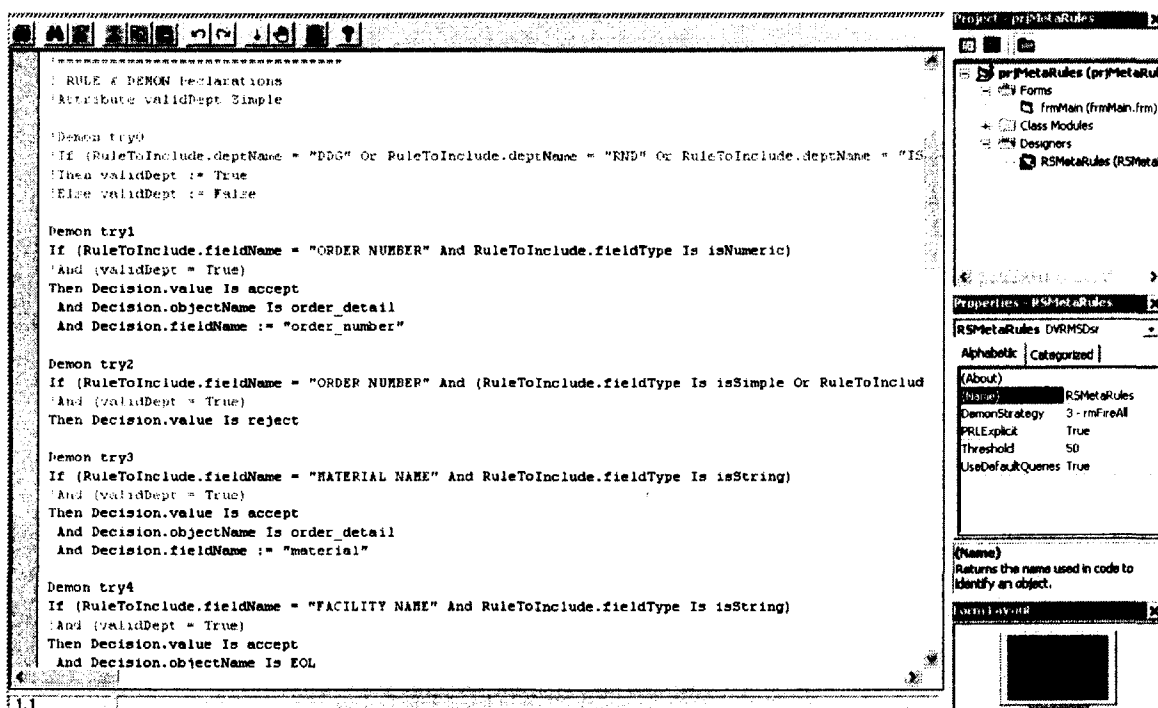 !********************************
! RULE & DEMON Declarations
!Attribute validDept Simple
!Demon try0
!If (RuleToInclude.deptName = "DDG" Or RuleToInclude.deptName = "RND" Or RuleToInclude.deptName = "IS
!Then validDept := True
!Else validDept := False
Demon try1
If (RuleToInclude.fieldName = "ORDER NUMBER" And RuleToInclude.fieldType Is isNumeric)
!And (validDept = True)
Then Decision.value Is accept
And Decision.objectName Is order_detail
And Decision.fieldName := "order_number"
Demon try2
If (RuleToInclude.fieldName = "ORDER NUMBER" And (RuleToInclude.fieldType Is isSimple Or RuleToInclud
!And (validDept = True)
Then Decision.value Is reject
Demon try3
If (RuleToInclude.fieldName = "MATERIAL NAME" And RuleToInclude.fieldType Is isString)
!And (validDept = True)
Then Decision.value Is accept
And Decision.objectName Is order_detail
And Decision.fieldName := "material"
Demon try4
If (RuleToInclude.fieldName = "FACILITY NAME" And RuleToInclude.fieldType Is isString)
!And (validDept = True)
Then Decision.value Is accept
And Decision.objectName Is EOL
1.1
Project - prjMetaRules
prjMetaRules (prjMetaRul
Forms
frmMain (frmMain.frm)
Class Modules
Designers
RSMetaRules (RSMeta
Properties - RSMetaRules
RSMetaRules DVRMSDsr
Alphabetic Categorized
(About)
(Name) RSMetaRules
DemonStrategy 3 - rmFireAll
PRLExplicit True
Threshold 50
UseDefaultQueries True
(Name)
Returns the name used in code to
identify an object.
Form Layout